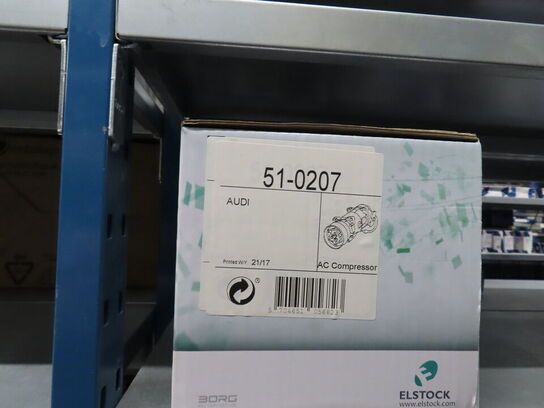 51-0207
AUDI
Printed W/Y 21/17
AC Compressor
®
BORG
ELSTOCK
www.elstock.com